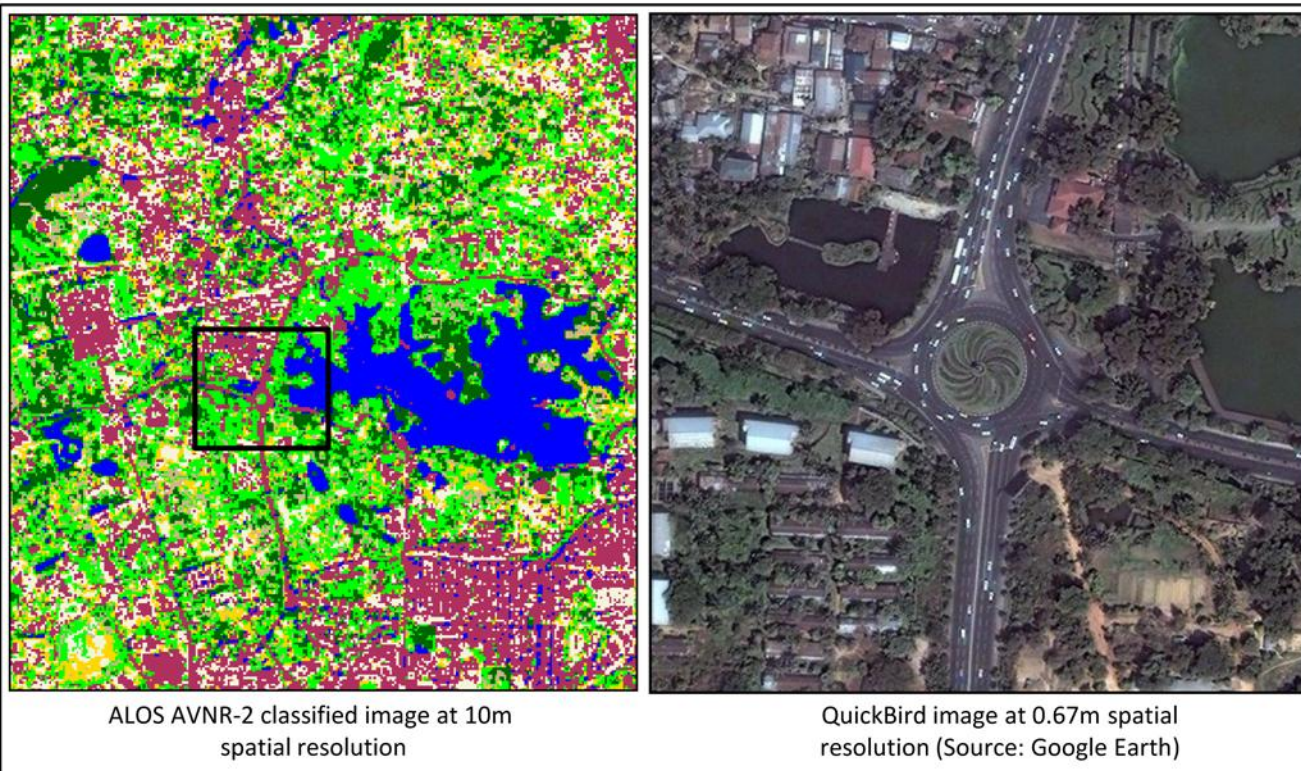 ALOS AVNR-2 classified image at 10m
spatial resolution
QuickBird image at 0.67m spatial
resolution (Source: Google Earth)